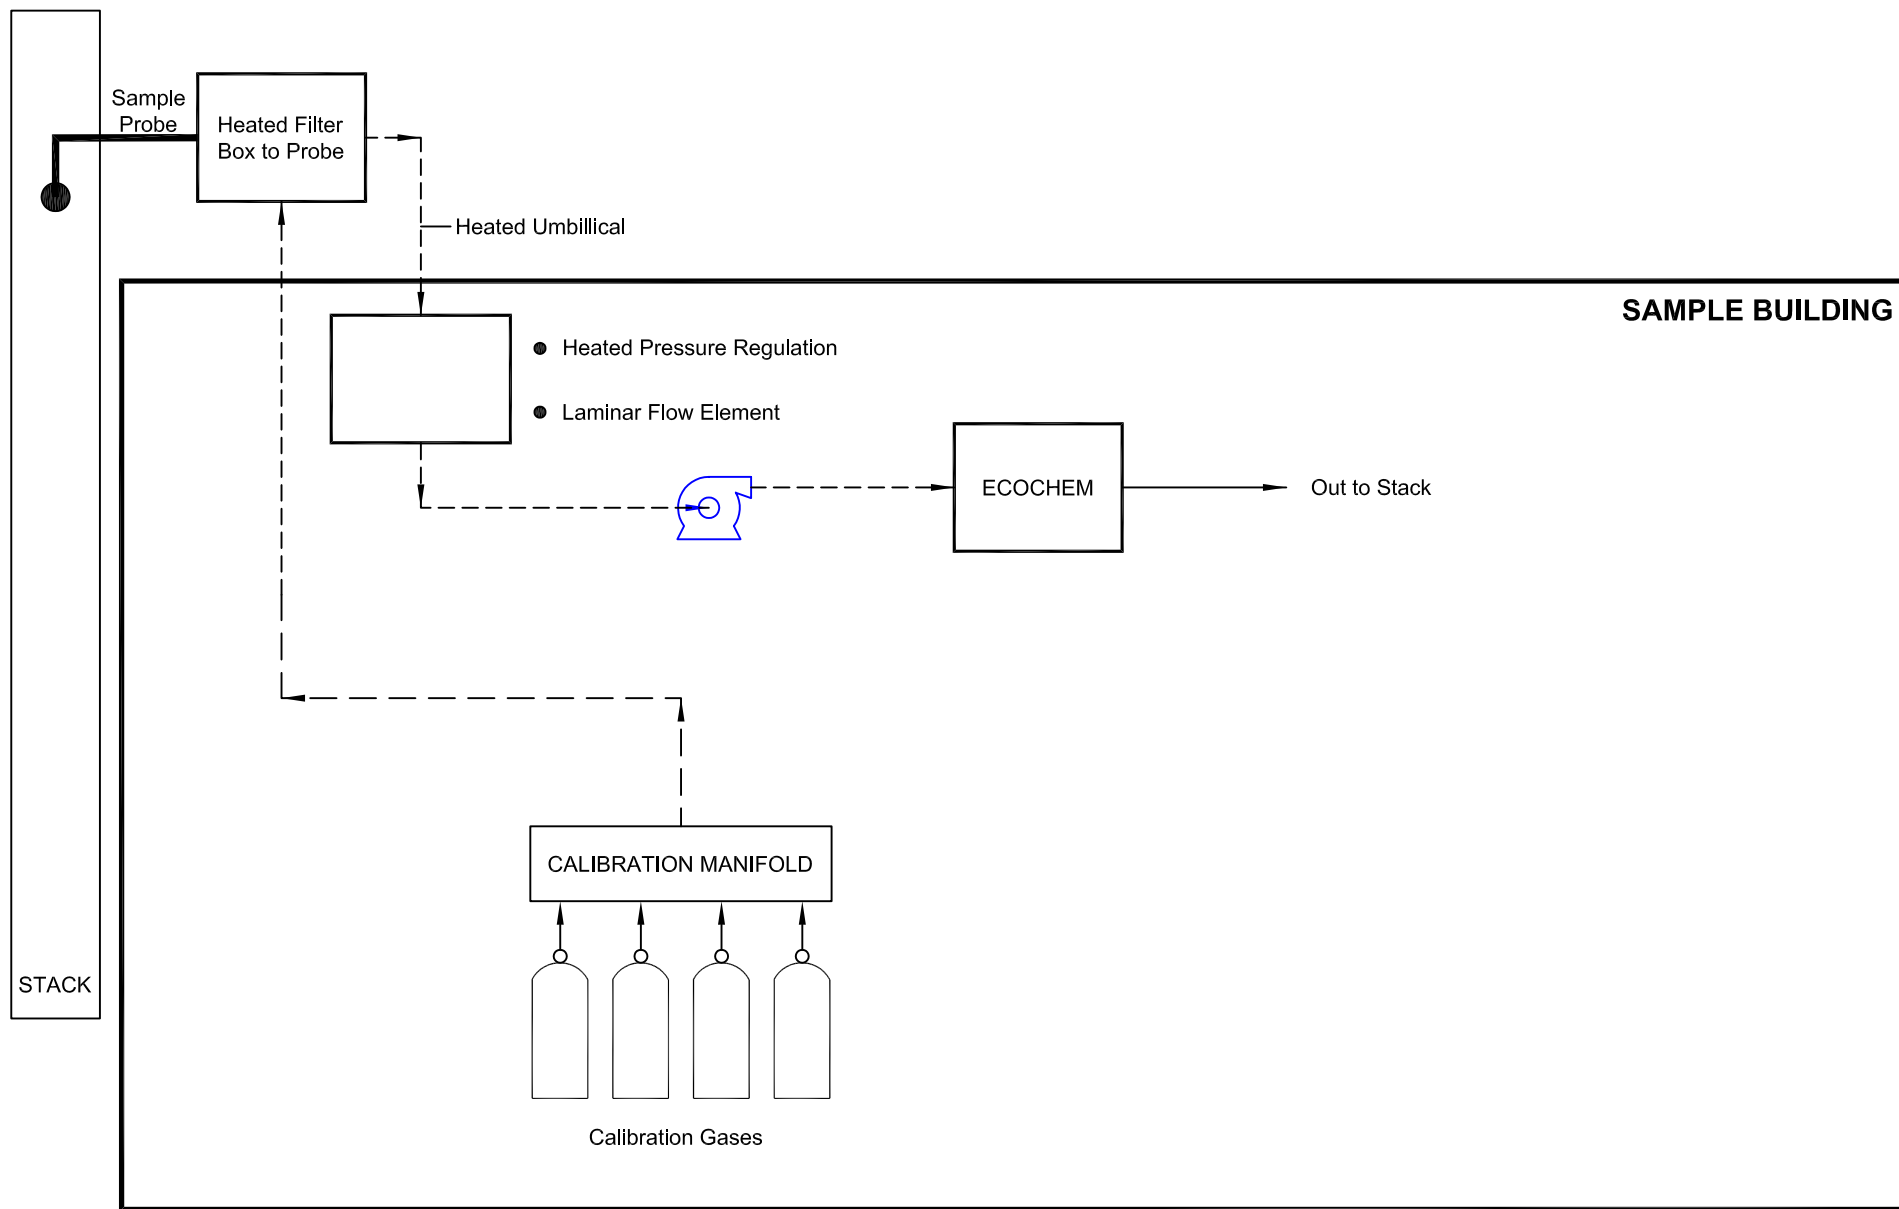 Sample
Probe
Heated Filter
Box to Probe
Heated Umbillical
SAMPLE BUILDING
Heated Pressure Regulation
Laminar Flow Element
ECOCHEM
Out to Stack
CALIBRATION MANIFOLD
STACK
Calibration Gases